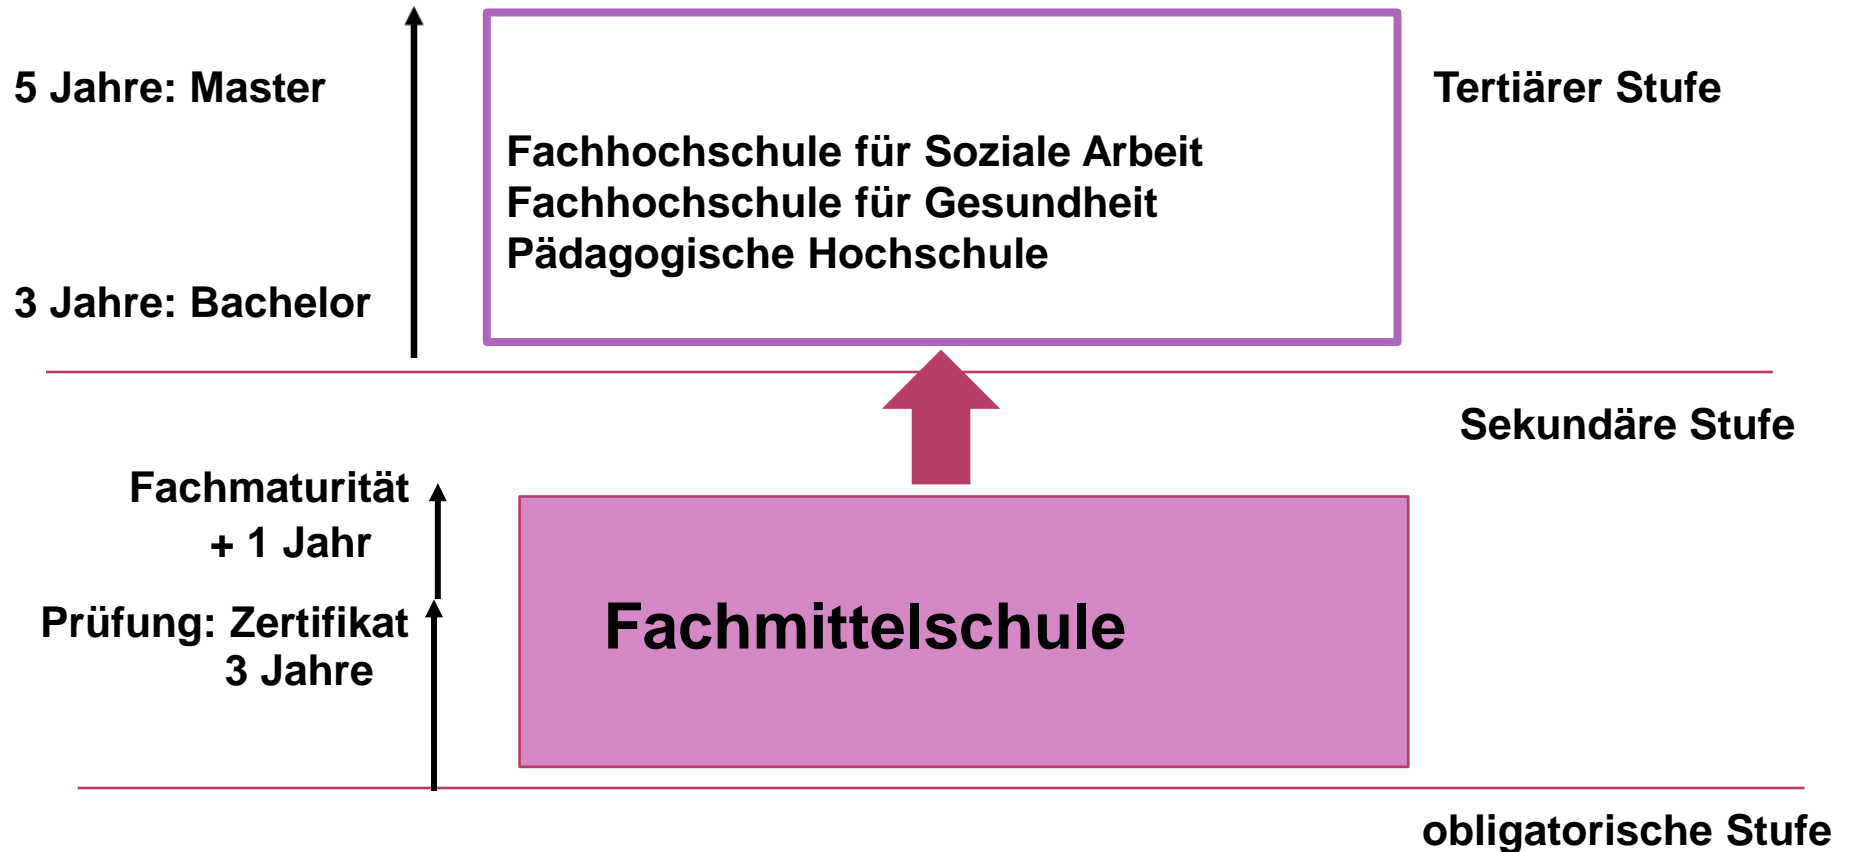 5 Jahre: Master
Tertiärer Stufe
Fachhochschule für Soziale Arbeit
Fachhochschule für Gesundheit
Pädagogische Hochschule
3 Jahre: Bachelor
Sekundäre Stufe
Fachmaturität
+ 1 Jahr
Prüfung: Zertifikat
3 Jahre
Fachmittelschule
obligatorische Stufe